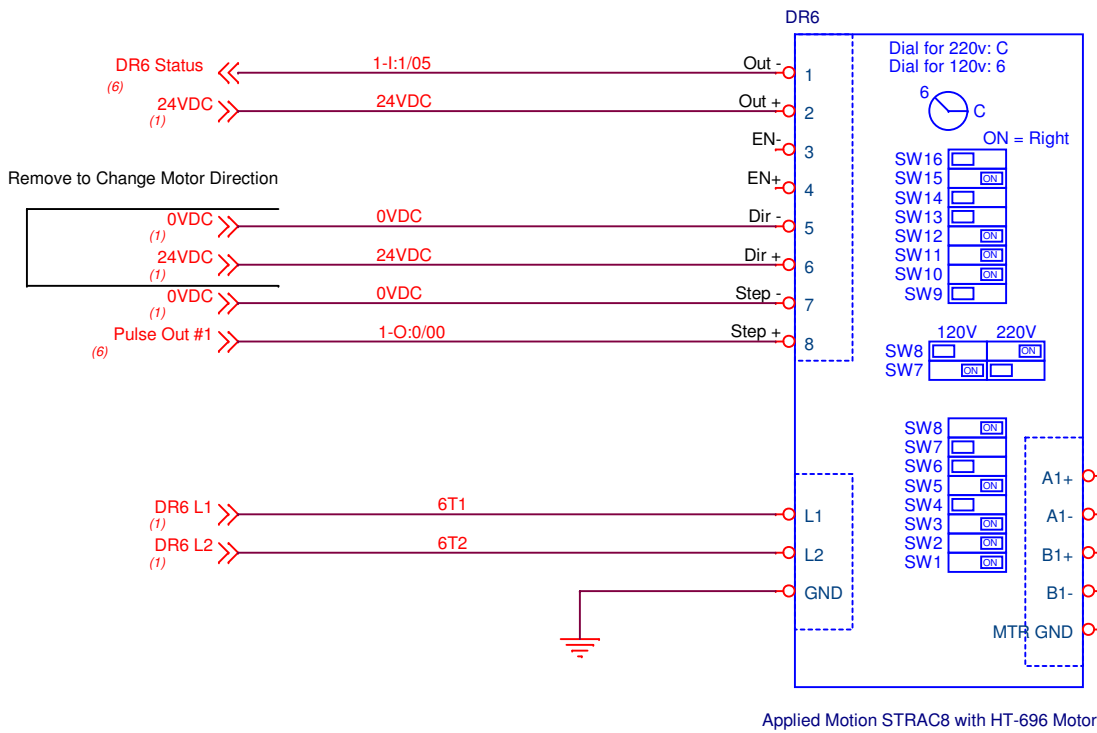 DR6
DR6 Status
(6)
1-I:1/05
Out -
1
24VDC
(1)
24VDC
Out +
2
EN-
3
EN+
4
Remove to Change Motor Direction
0VDC
(1)
0VDC
Dir -
5
24VDC
(1)
24VDC
Dir +
6
0VDC
(1)
0VDC
Step -
7
Pulse Out #1
(6)
1-O:0/00
Step +
8
DR6 L1
(1)
6T1
L1
DR6 L2
(1)
6T2
L2
GND
Dial for 220v: C
Dial for 120v: 6
6
C
ON = Right
SW16
SW15 ON
SW14
SW13
SW12 ON
SW11 ON
SW10 ON
SW9
120V 220V
SW8 ON
SW7 ON
SW8 ON
SW7
SW6
SW5 ON
SW4
SW3 ON
SW2 ON
SW1 ON
A1+
A1-
B1+
B1-
MTR GND
Applied Motion STRAC8 with HT-696 Motor